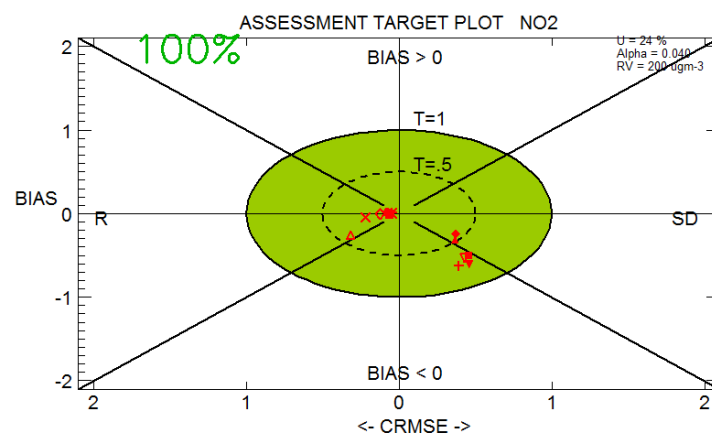 ASSESSMENT TARGET PLOT NO2
100%
U = 24 %
Alpha = 0.040
RV = 200 ugm-3
BIAS > 0
T=1
T=.5
BIAS
R
SD
BIAS < 0
2
1
0
-1
-2
2 1 0 1 2
<- CRMSE ->